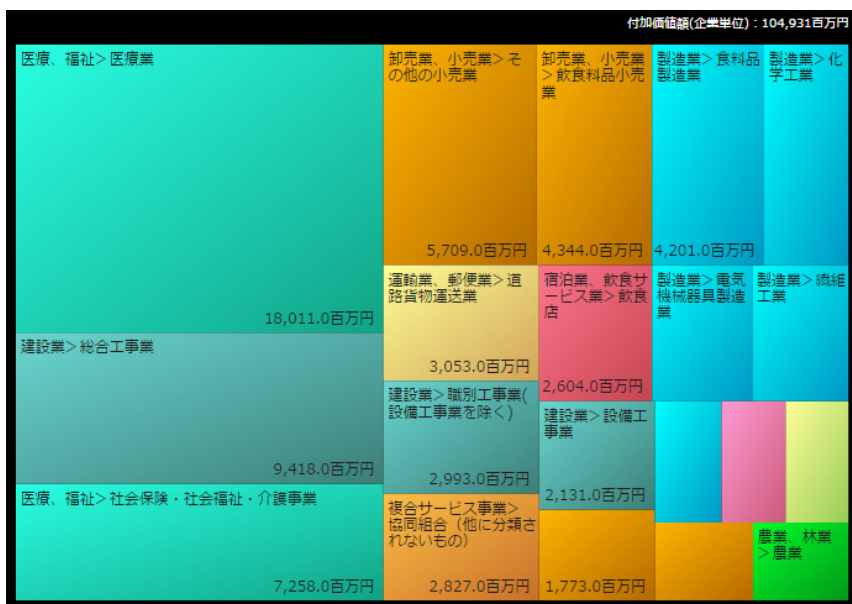 付加価値額(企業単位)：104,931百万円
医療、福祉＞医療業
18,011.0百万円
建設業＞総合工事業
9,418.0百万円
医療、福祉＞社会保険・社会福祉・介護事業
7,258.0百万円
卸売業、小売業＞そ
の他の小売業
5,709.0百万円
卸売業、小売業
＞飲食料品小売
業
4,344.0百万円
製造業＞食料品
製造業
4,201.0百万円
製造業＞化
学工業
運輸業、郵便業＞道
路貨物運送業
3,053.0百万円
宿泊業、飲食サ
ービス業＞飲食
店
2,604.0百万円
製造業＞電気
機械器具製造
業
製造業＞繊維
工業
建設業＞職別工事業(
設備工事業を除く)
2,993.0百万円
建設業＞設備工
事業
2,131.0百万円
複合サービス事業＞
協同組合（他に分類さ
れないもの）
2,827.0百万円
1,773.0百万円
農業、林業
＞農業